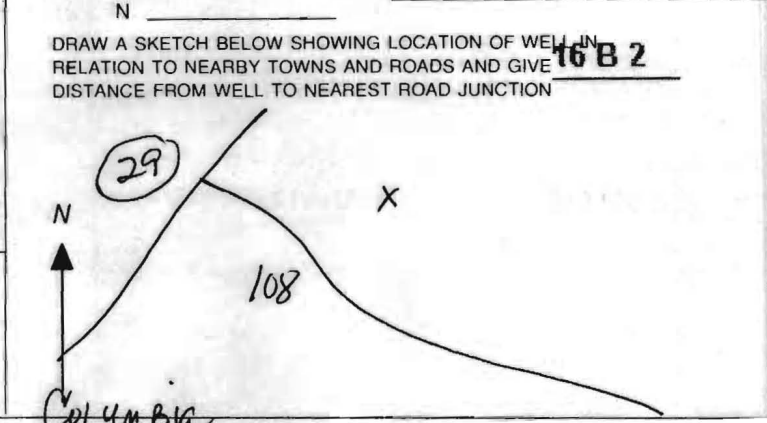 N
DRAW A SKETCH BELOW SHOWING LOCATION OF WELL IN
RELATION TO NEARBY TOWNS AND ROADS AND GIVE 16 B 2
DISTANCE FROM WELL TO NEAREST ROAD JUNCTION
29
X
N
108
Columbia